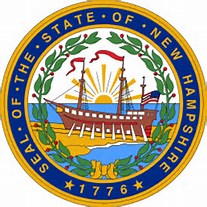 SEAL · OF · THE · STATE · OF · NEW HAMPSHIRE
★ 1776 ★